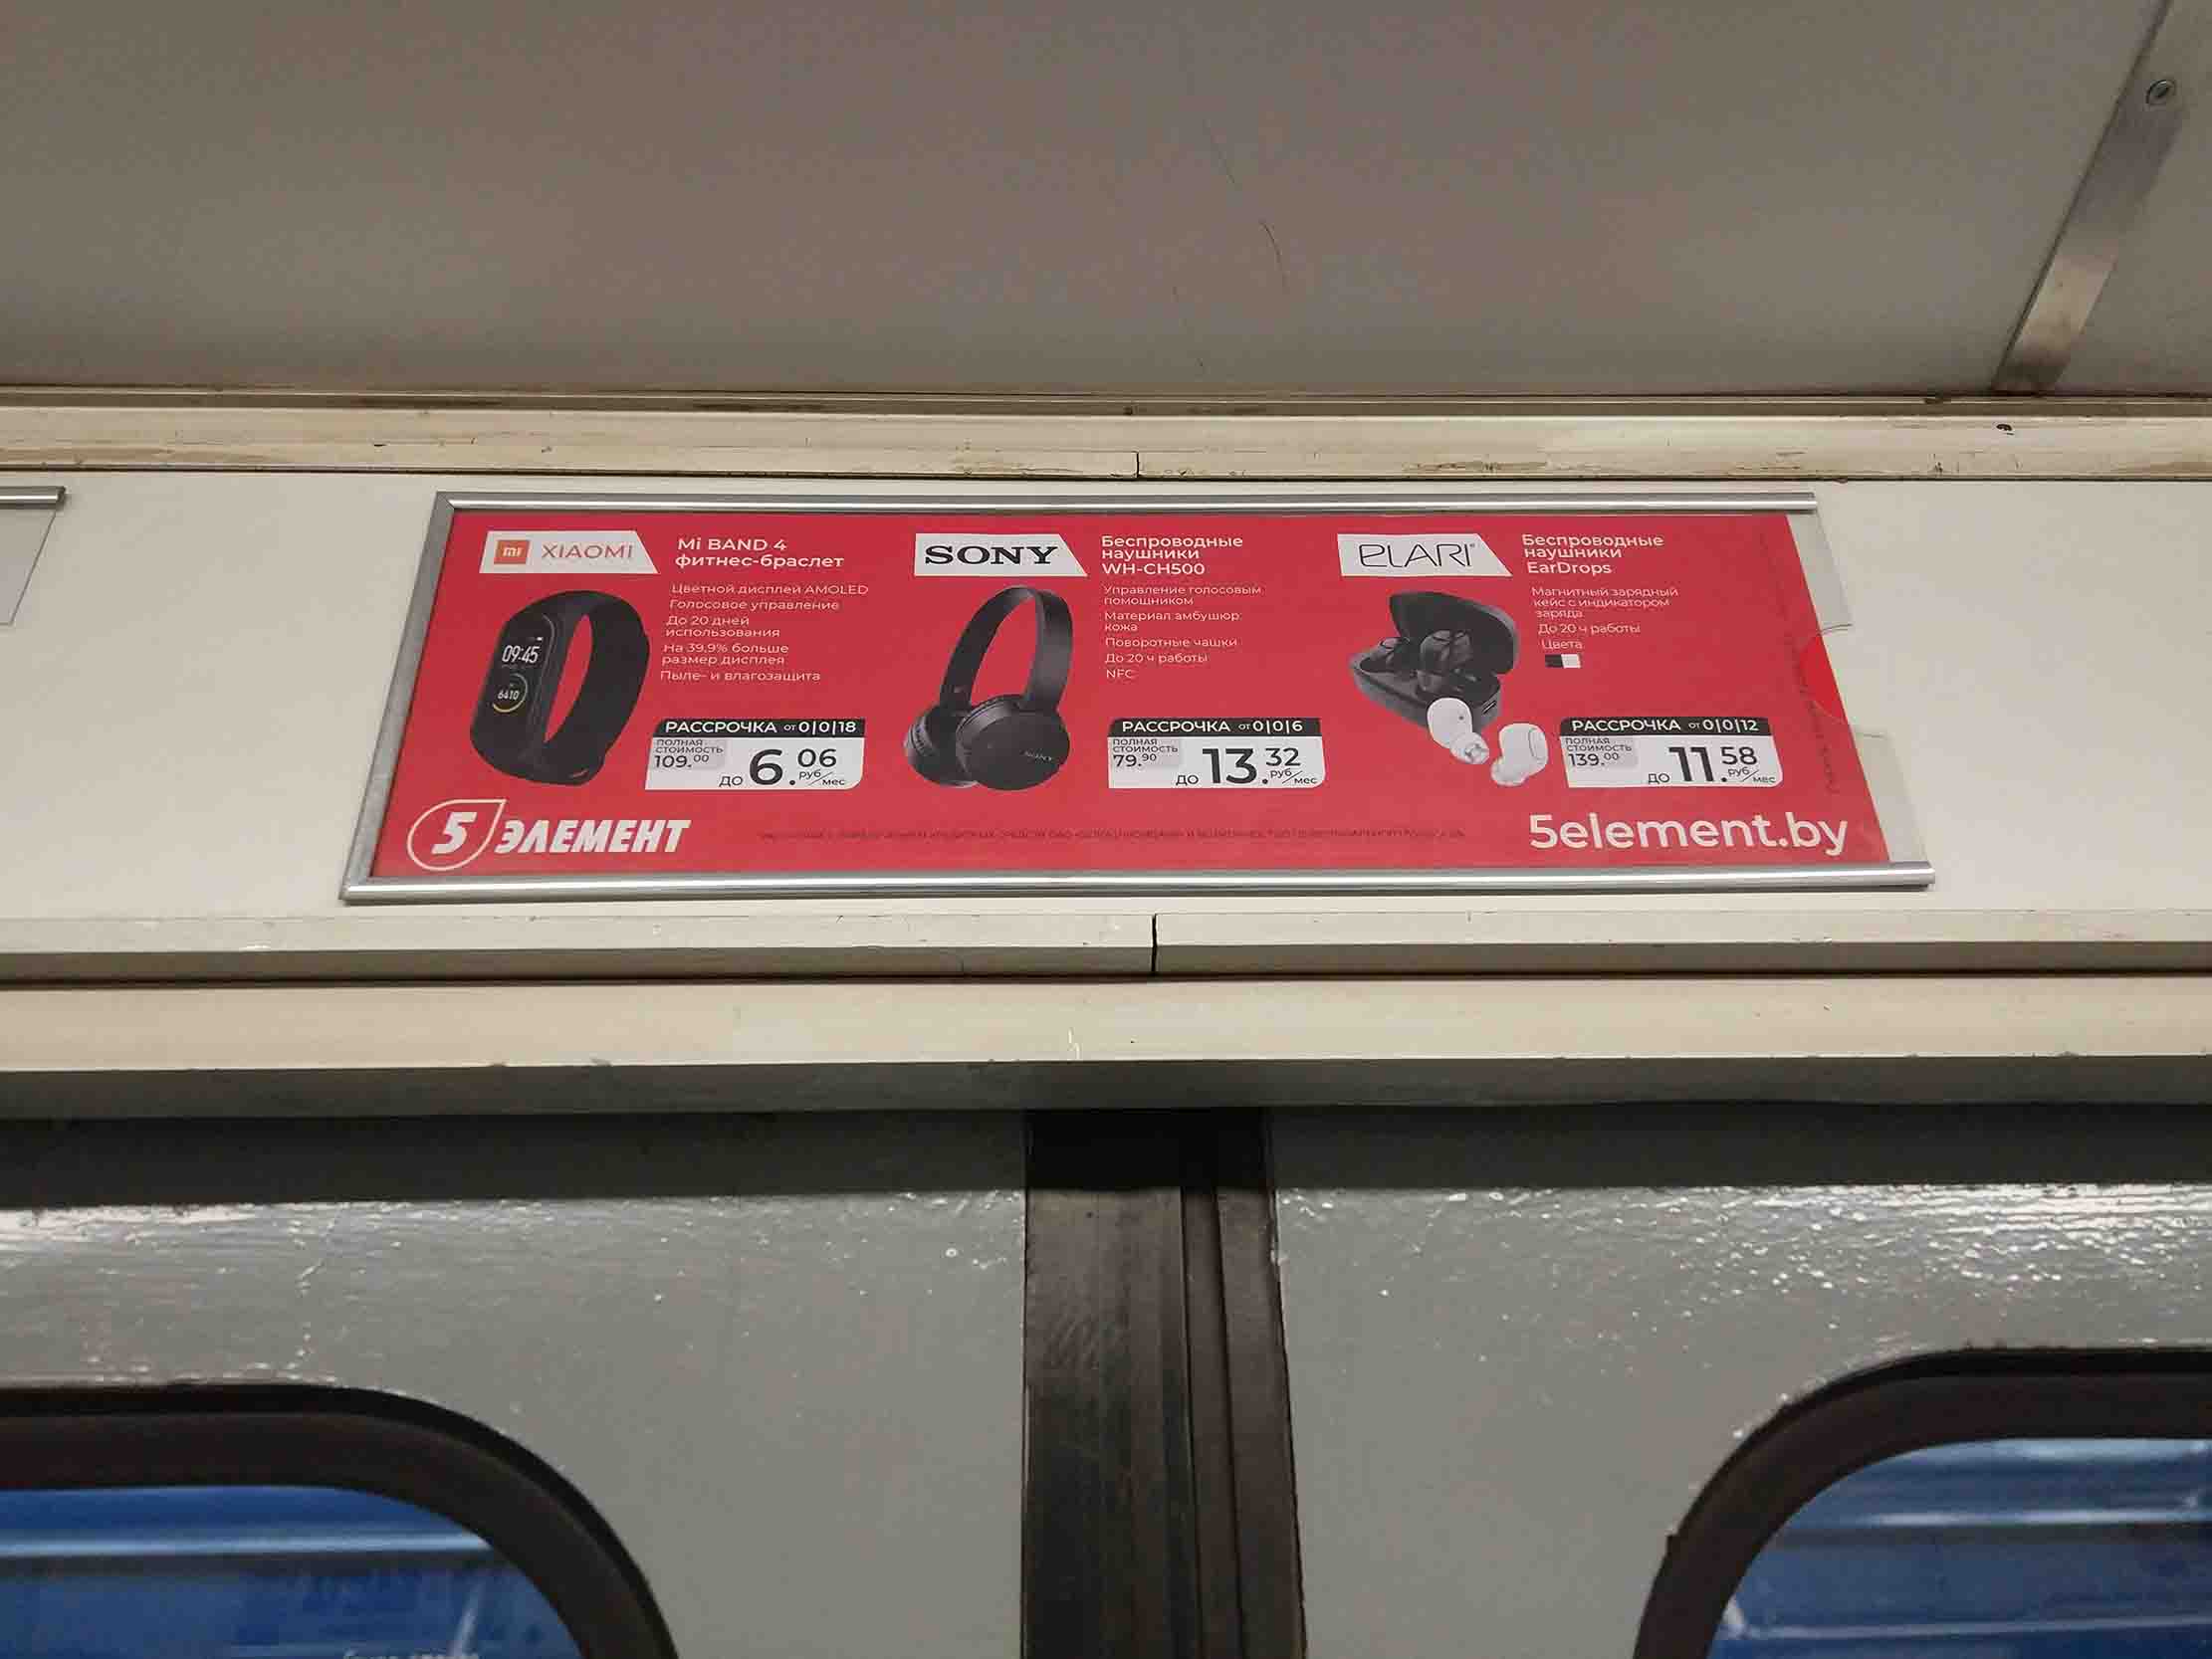 mi XIAOMI
Mi BAND 4
фитнес-браслет
Цветной дисплей AMOLED
Голосовое управление
До 20 дней
использования
На 39,9% больше
размер дисплея
Пыле- и влагозащита
09:45
6410
РАССРОЧКА от 0|0|18
ПОЛНАЯ
СТОИМОСТЬ
109.00
ДО 6.06
руб/мес
SONY
Беспроводные
наушники
WH-CH500
Управление голосовым
помощником
Материал амбушюр:
кожа
Поворотные чашки
До 20 ч работы
NFC
SONY
РАССРОЧКА от 0|0|6
ПОЛНАЯ
СТОИМОСТЬ
79.90
ДО 13.32
руб/мес
ELARI
Беспроводные
наушники
EarDrops
Магнитный зарядный
кейс с индикатором
заряда
До 20 ч работы
Цвета
РАССРОЧКА от 0|0|12
ПОЛНАЯ
СТОИМОСТЬ
139.00
ДО 11.58
руб/мес
5 ЭЛЕМЕНТ
5element.by